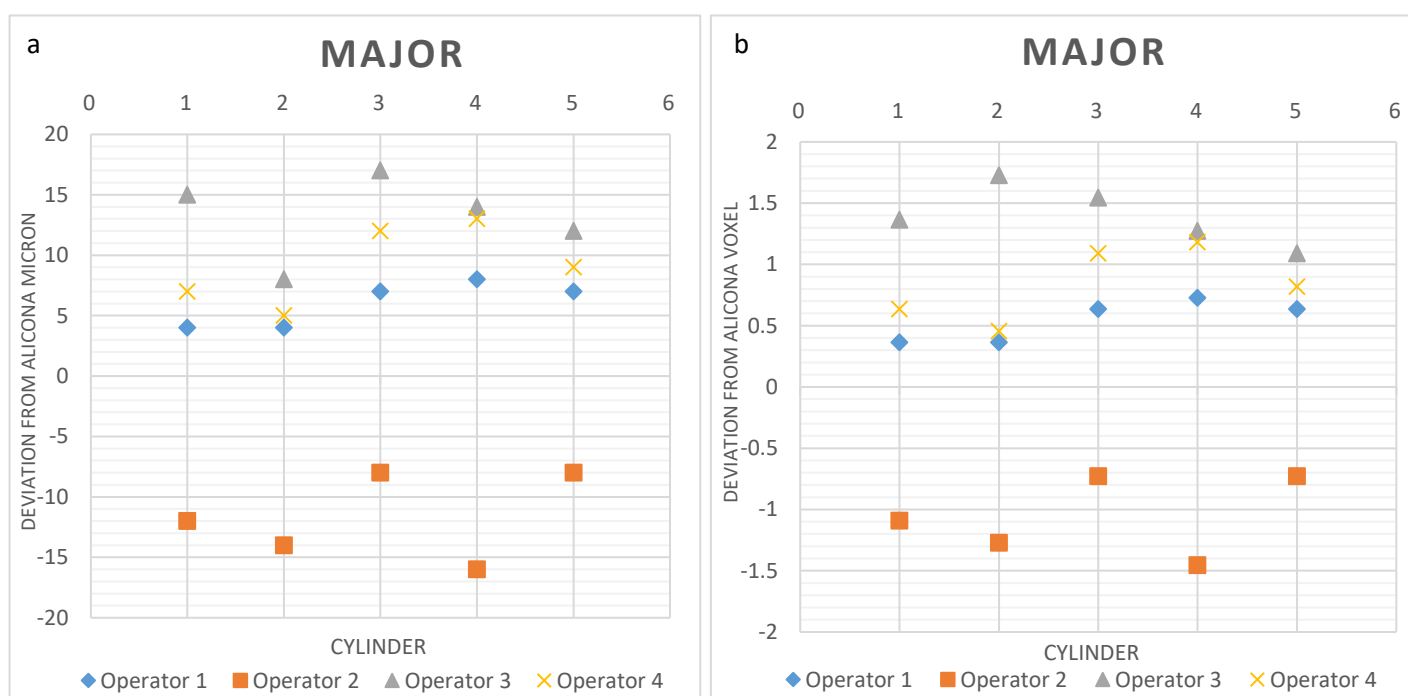 a
MAJOR
0 1 2 3 4 5 6
20
15
10
5
0
-5
-10
-15
-20
DEVIATION FROM ALICONA MICRON
CYLINDER
Operator 1 Operator 2 Operator 3 Operator 4
b
MAJOR
0 1 2 3 4 5 6
2
1.5
1
0.5
0
-0.5
-1
-1.5
-2
DEVIATION FROM ALICONA VOXEL
CYLINDER
Operator 1 Operator 2 Operator 3 Operator 4